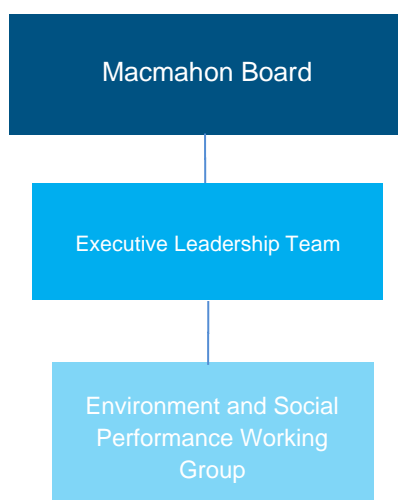 Macmahon Board
Executive Leadership Team
Environment and Social
Performance Working
Group